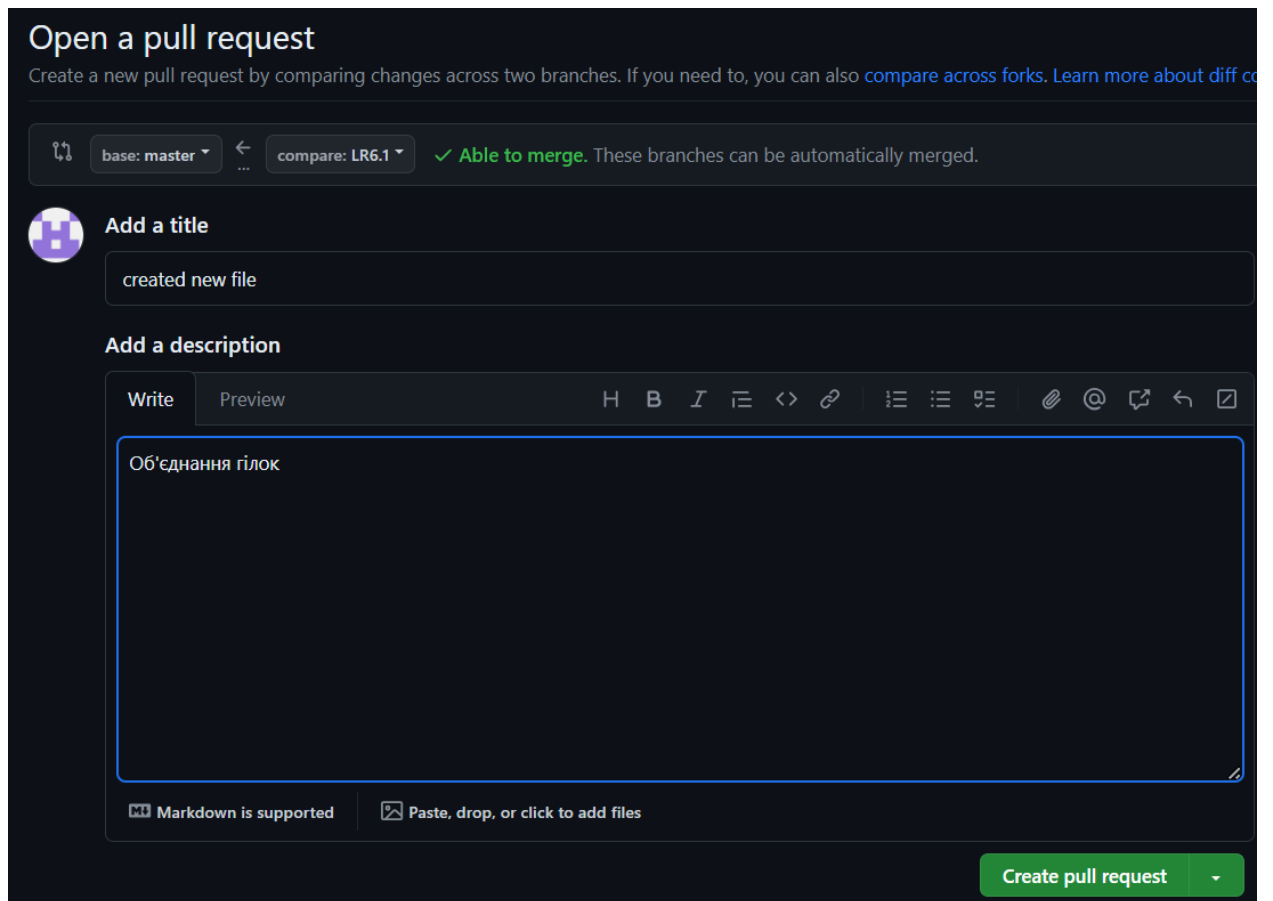 Open a pull request
Create a new pull request by comparing changes across two branches. If you need to, you can also compare across forks. Learn more about diff
base: master ← compare: LR6.1 ✓ Able to merge. These branches can be automatically merged.
...
Add a title
created new file
Add a description
Write Preview H B I
Об'єднання гілок
Markdown is supported Paste, drop, or click to add files
Create pull request